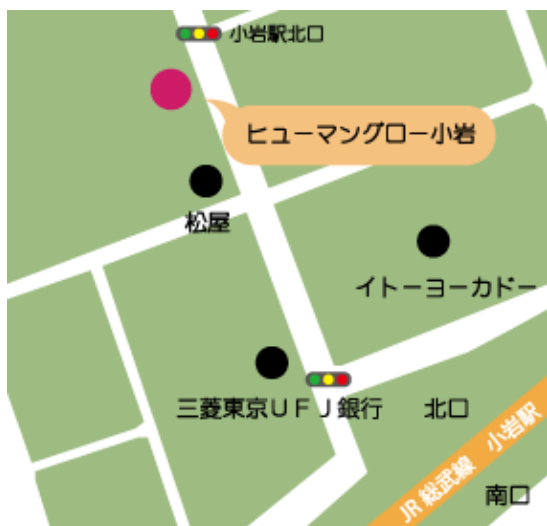 小岩駅北口
ヒューマングロー小岩
松屋
イトーヨーカドー
三菱東京ＵＦＪ銀行
北口
JR 総武線　小岩駅
南口